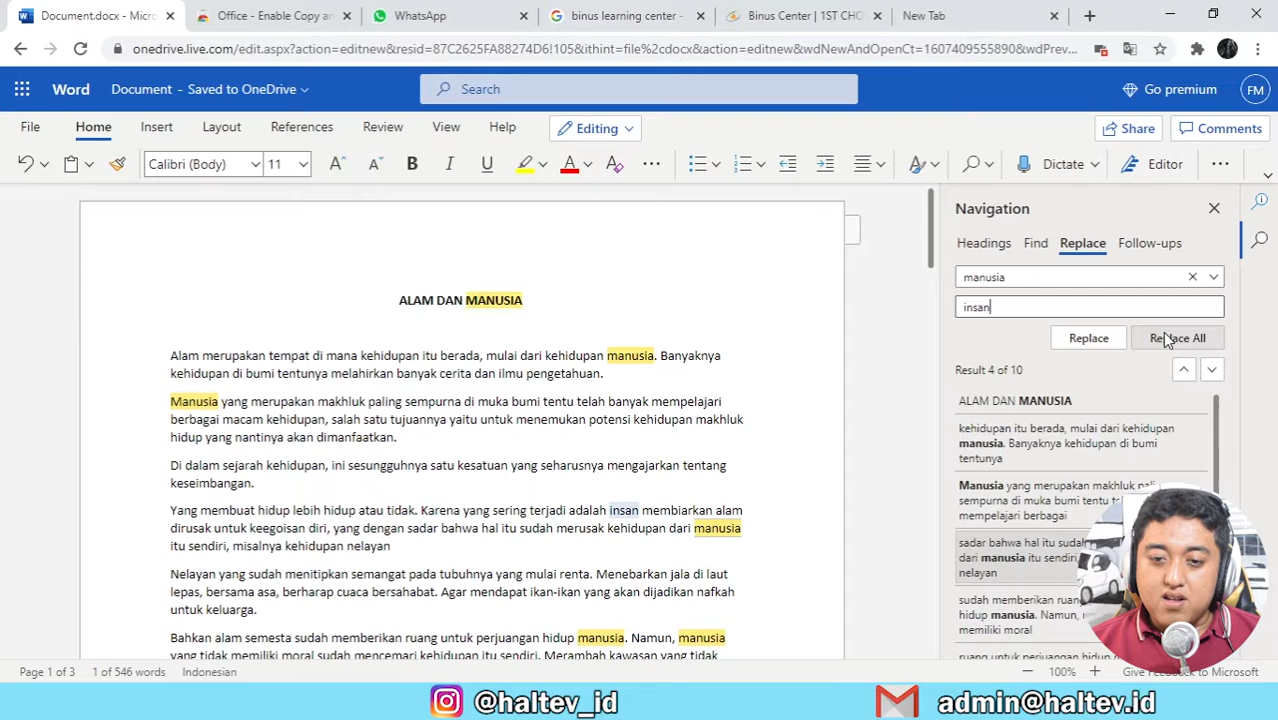 Document.docx - Micro
Office - Enable Copy an
WhatsApp
binus learning center -
Binus Center | 1ST CHO
New Tab
onedrive.live.com/edit.aspx?action=editnew&resid=87C2625FA88274D6!105&ithint=file%2cdocx&action=editnew&wdNewAndOpenCt=1607409555890&wdPrev...
Word
Document - Saved to OneDrive
Search
Go premium
FM
File
Home
Insert
Layout
References
Review
View
Help
Editing
Share
Comments
Calibri (Body)
11
Dictate
Editor
Navigation
Headings
Find
Replace
Follow-ups
manusia
insan
Replace
Replace All
Result 4 of 10
ALAM DAN MANUSIA
kehidupan itu berada, mulai dari kehidupan
manusia. Banyaknya kehidupan di bumi
tentunya
Manusia yang merupakan makhluk pali
sempurna di muka bumi tentu te
mempelajari berbagai
sadar bahwa hal itu sudah
dari manusia itu sendiri,
nelayan
sudah memberikan ruang
hidup manusia. Namun,
memiliki moral
ruang untuk perjuangan hidup
ALAM DAN MANUSIA
Alam merupakan tempat di mana kehidupan itu berada, mulai dari kehidupan manusia. Banyaknya
kehidupan di bumi tentunya melahirkan banyak cerita dan ilmu pengetahuan.
Manusia yang merupakan makhluk paling sempurna di muka bumi tentu telah banyak mempelajari
berbagai macam kehidupan, salah satu tujuannya yaitu untuk menemukan potensi kehidupan makhluk
hidup yang nantinya akan dimanfaatkan.
Di dalam sejarah kehidupan, ini sesungguhnya satu kesatuan yang seharusnya mengajarkan tentang
keseimbangan.
Yang membuat hidup lebih hidup atau tidak. Karena yang sering terjadi adalah insan membiarkan alam
dirusak untuk keegoisan diri, yang dengan sadar bahwa hal itu sudah merusak kehidupan dari manusia
itu sendiri, misalnya kehidupan nelayan
Nelayan yang sudah menitipkan semangat pada tubuhnya yang mulai renta. Menebarkan jala di laut
lepas, bersama asa, berharap cuaca bersahabat. Agar mendapat ikan-ikan yang akan dijadikan nafkah
untuk keluarga.
Bahkan alam semesta sudah memberikan ruang untuk perjuangan hidup manusia. Namun, manusia
yang tidak memiliki moral sudah mencemari kehidupan itu sendiri. Merambah kawasan yang tidak
Page 1 of 3
1 of 546 words
Indonesian
100%
Give Feedback to Microsoft
@haltev_id
admin@haltev.id